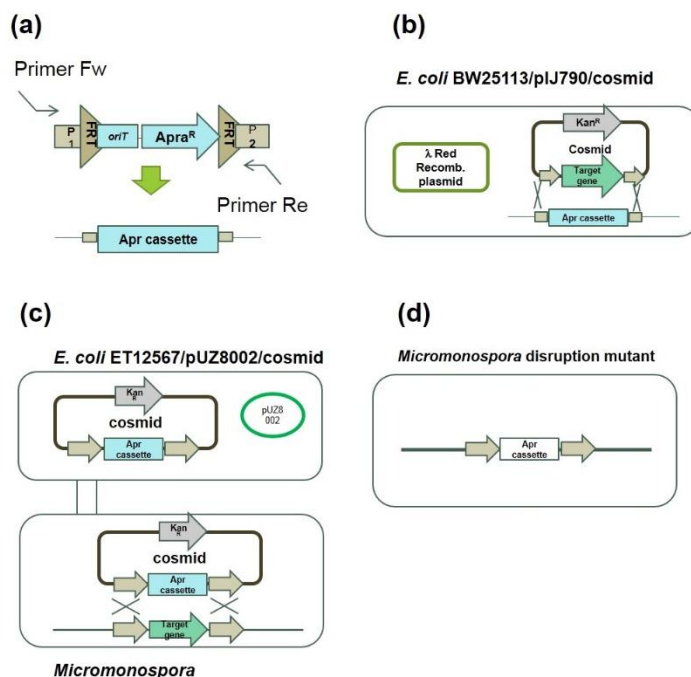 (a)
Primer Fw
P
1
FRT
oriT
Apra^R
FRT
P
2
Primer Re
Apr cassette
(b)
E. coli BW25113/pIJ790/cosmid
Kan^R
Cosmid
λ Red
Recomb.
plasmid
Target
gene
Apr cassette
(c)
E. coli ET12567/pUZ8002/cosmid
Kan
R
cosmid
pUZ8
002
Apr
cassette
Kan
R
cosmid
Apr
cassette
Target
gene
Micromonospora
(d)
Micromonospora disruption mutant
Apr
cassette